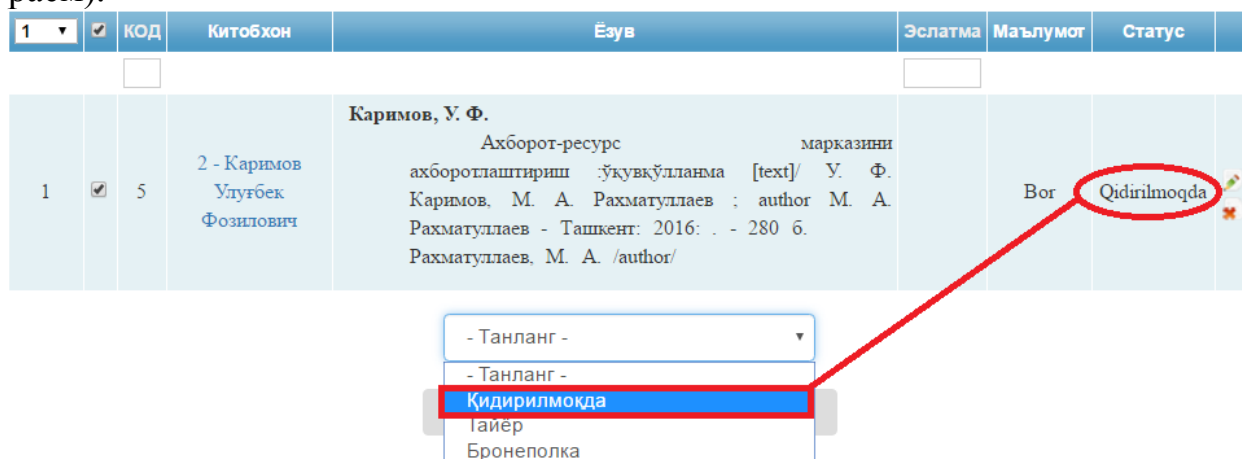 расм).
1 КОД Китобхон Ёзув Эслатма Маълумот Статус
1 5 2 - Каримов Улуғбек Фозилович
Каримов, У. Ф.
Ахборот-ресурс марказини
ахборотлаштириш :ўқувқўлланма [text]/ У. Ф.
Каримов, М. А. Рахматуллаев ; author М. А.
Рахматуллаев - Ташкент: 2016: . - 280 б.
Рахматуллаев, М. А. /author/
Bor Qidirilmoqda
- Танланг -
- Танланг -
Қидирилмоқда
Тайёр
Бронеполка